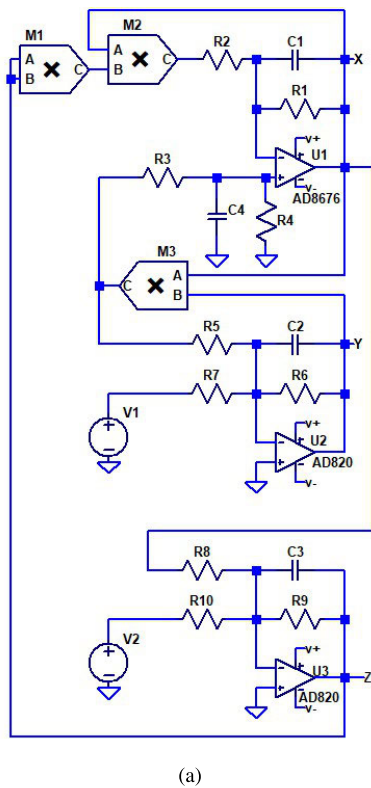 M1
M2
A
B
C
A
B
C
R2
C1
X
R1
V+
U1
V-
AD8676
R3
C4
R4
M3
C
A
B
R5
C2
Y
R7
R6
V1
V+
U2
AD820
V-
R8
C3
R10
R9
V2
V+
U3
Z
AD820
V-
(a)